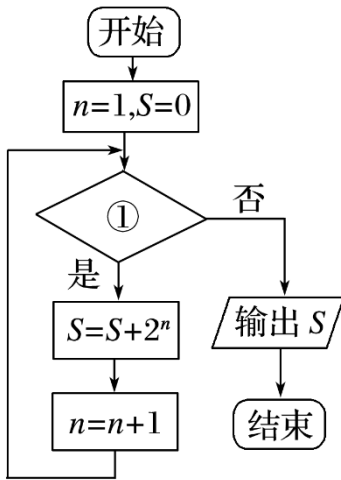 开始
n=1,S=0
①
否
是
S=S+2ⁿ
输出 S
n=n+1
结束